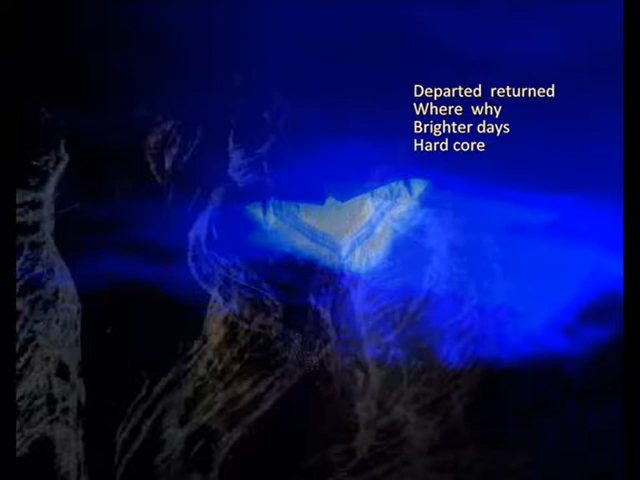 Departed returned
Where why
Brighter days
Hard core